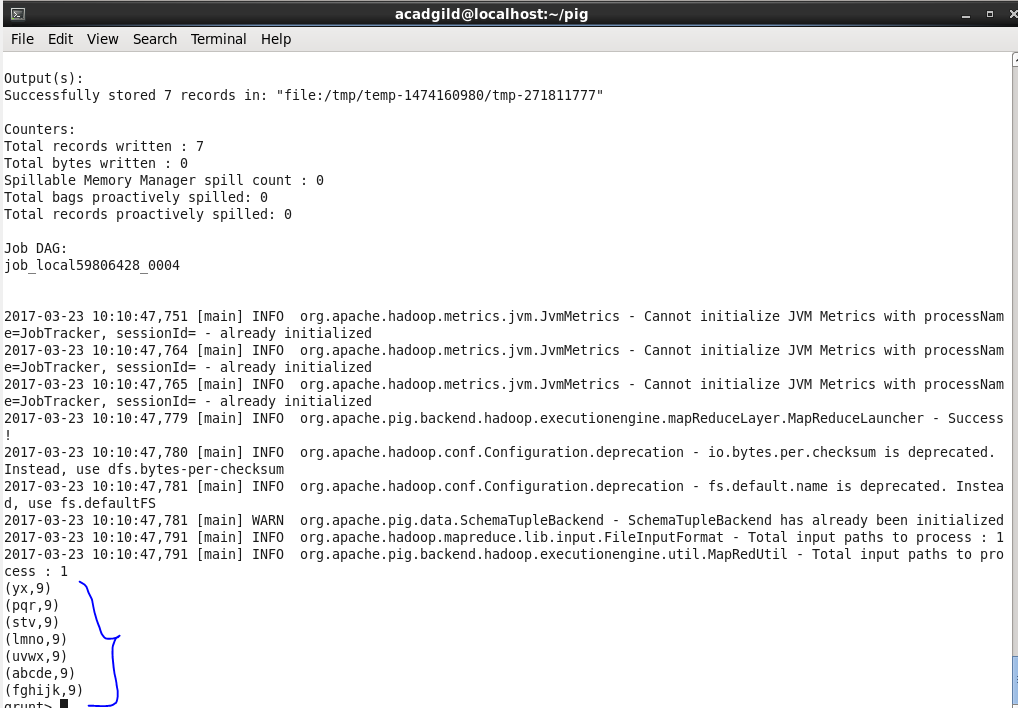 acadgild@localhost:~/pig
File Edit View Search Terminal Help
Output(s):
Successfully stored 7 records in: "file:/tmp/temp-1474160980/tmp-271811777"
Counters:
Total records written : 7
Total bytes written : 0
Spillable Memory Manager spill count : 0
Total bags proactively spilled: 0
Total records proactively spilled: 0
Job DAG:
job_local59806428_0004
2017-03-23 10:10:47,751 [main] INFO  org.apache.hadoop.metrics.jvm.JvmMetrics - Cannot initialize JVM Metrics with processNam
e=JobTracker, sessionId= - already initialized
2017-03-23 10:10:47,764 [main] INFO  org.apache.hadoop.metrics.jvm.JvmMetrics - Cannot initialize JVM Metrics with processNam
e=JobTracker, sessionId= - already initialized
2017-03-23 10:10:47,765 [main] INFO  org.apache.hadoop.metrics.jvm.JvmMetrics - Cannot initialize JVM Metrics with processNam
e=JobTracker, sessionId= - already initialized
2017-03-23 10:10:47,779 [main] INFO  org.apache.pig.backend.hadoop.executionengine.mapReduceLayer.MapReduceLauncher - Success
!
2017-03-23 10:10:47,780 [main] INFO  org.apache.hadoop.conf.Configuration.deprecation - io.bytes.per.checksum is deprecated.
Instead, use dfs.bytes-per-checksum
2017-03-23 10:10:47,781 [main] INFO  org.apache.hadoop.conf.Configuration.deprecation - fs.default.name is deprecated. Instea
d, use fs.defaultFS
2017-03-23 10:10:47,781 [main] WARN  org.apache.pig.data.SchemaTupleBackend - SchemaTupleBackend has already been initialized
2017-03-23 10:10:47,791 [main] INFO  org.apache.hadoop.mapreduce.lib.input.FileInputFormat - Total input paths to process : 1
2017-03-23 10:10:47,791 [main] INFO  org.apache.pig.backend.hadoop.executionengine.util.MapRedUtil - Total input paths to pro
cess : 1
(yx,9)
(pqr,9)
(stv,9)
(lmno,9)
(uvwx,9)
(abcde,9)
(fghijk,9)
grunt>